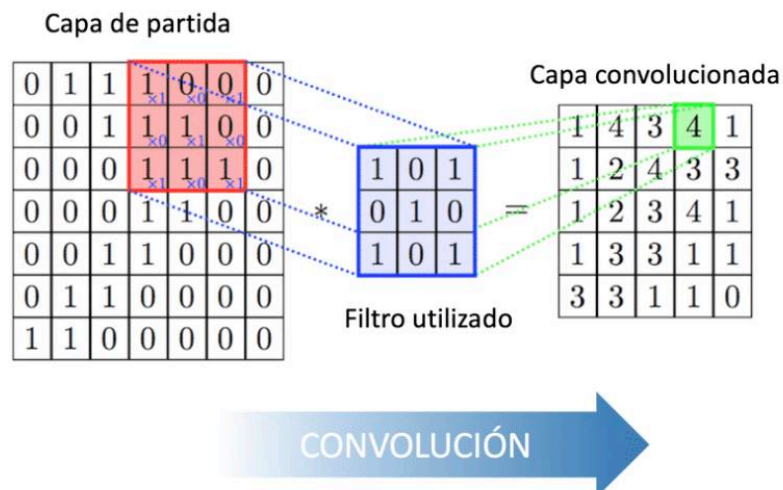 Capa de partida
0 1 1 1 0 0 0
×1 ×0 ×1
0 0 1 1 1 0 0
×0 ×1 ×0
0 0 0 1 1 1 0
×1 ×0 ×1
0 0 0 1 1 0 0
0 0 1 1 0 0 0
0 1 1 0 0 0 0
1 1 0 0 0 0 0
*
1 0 1
0 1 0
1 0 1
Filtro utilizado
=
Capa convolucionada
1 4 3 4 1
1 2 4 3 3
1 2 3 4 1
1 3 3 1 1
3 3 1 1 0
CONVOLUCIÓN